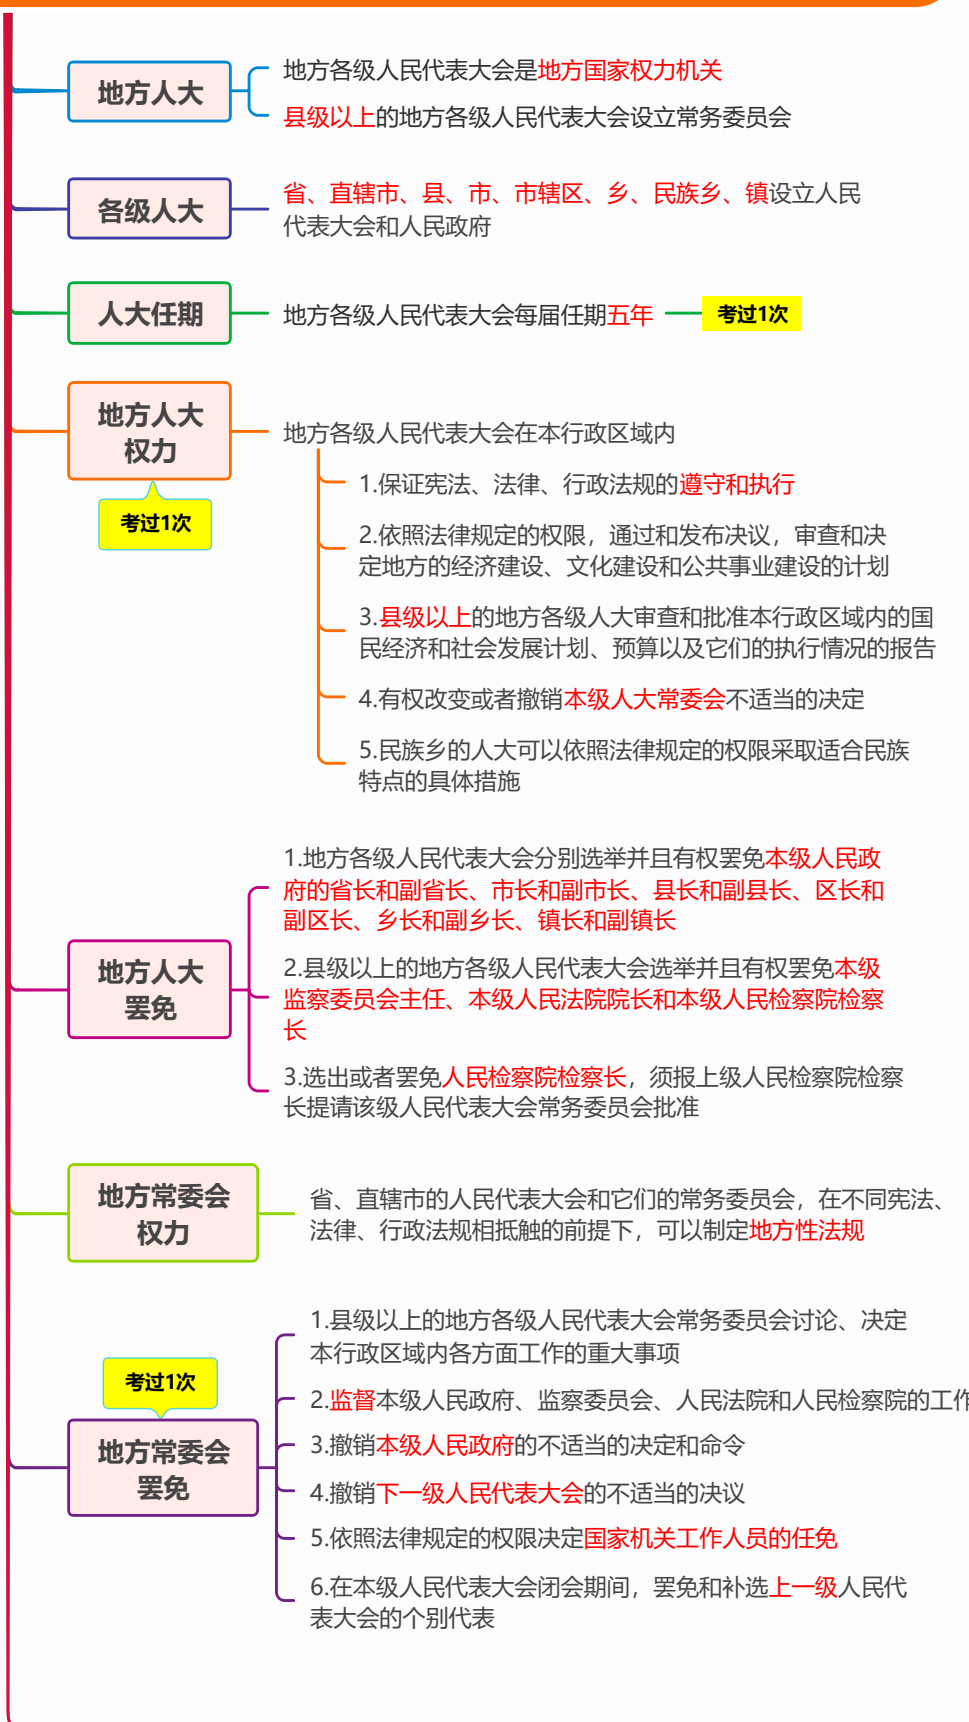 地方人大
地方各级人民代表大会是地方国家权力机关
县级以上的地方各级人民代表大会设立常务委员会
各级人大
省、直辖市、县、市、市辖区、乡、民族乡、镇设立人民
代表大会和人民政府
人大任期
地方各级人民代表大会每届任期五年
考过1次
地方人大
权力
考过1次
地方各级人民代表大会在本行政区域内
1.保证宪法、法律、行政法规的遵守和执行
2.依照法律规定的权限，通过和发布决议，审查和决
定地方的经济建设、文化建设和公共事业建设的计划
3.县级以上的地方各级人大审查和批准本行政区域内的国
民经济和社会发展计划、预算以及它们的执行情况的报告
4.有权改变或者撤销本级人大常委会不适当的决定
5.民族乡的人大可以依照法律规定的权限采取适合民族
特点的具体措施
地方人大
罢免
1.地方各级人民代表大会分别选举并且有权罢免本级人民政
府的省长和副省长、市长和副市长、县长和副县长、区长和
副区长、乡长和副乡长、镇长和副镇长
2.县级以上的地方各级人民代表大会选举并且有权罢免本级
监察委员会主任、本级人民法院院长和本级人民检察院检察
长
3.选出或者罢免人民检察院检察长，须报上级人民检察院检察
长提请该级人民代表大会常务委员会批准
地方常委会
权力
省、直辖市的人民代表大会和它们的常务委员会，在不同宪法、
法律、行政法规相抵触的前提下，可以制定地方性法规
考过1次
地方常委会
罢免
1.县级以上的地方各级人民代表大会常务委员会讨论、决定
本行政区域内各方面工作的重大事项
2.监督本级人民政府、监察委员会、人民法院和人民检察院的工作
3.撤销本级人民政府的不适当的决定和命令
4.撤销下一级人民代表大会的不适当的决议
5.依照法律规定的权限决定国家机关工作人员的任免
6.在本级人民代表大会闭会期间，罢免和补选上一级人民代
表大会的个别代表